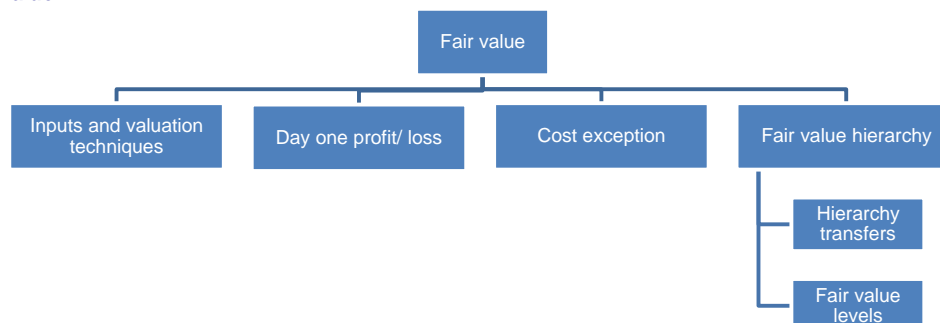 Fair value
Inputs and valuation
techniques
Day one profit/ loss
Cost exception
Fair value hierarchy
Hierarchy
transfers
Fair value
levels